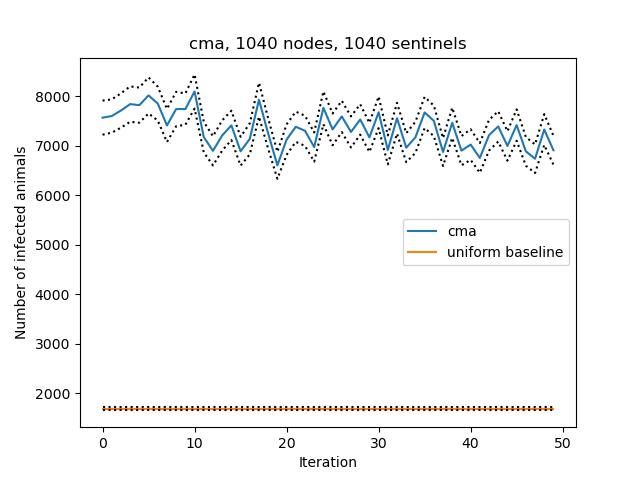 cma, 1040 nodes, 1040 sentinels
Number of infected animals
8000
7000
6000
5000
4000
3000
2000
cma
uniform baseline
0 10 20 30 40 50
Iteration